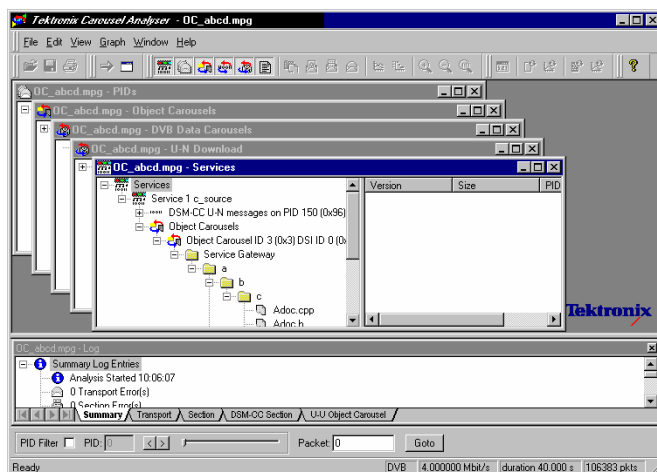 Tektronix Carousel Analyser - OC_abcd.mpg
File Edit View Graph Window Help
OC_abcd.mpg - PIDs
OC_abcd.mpg - Object Carousels
OC_abcd.mpg - DVB Data Carousels
OC_abcd.mpg - U-N Download
OC_abcd.mpg - Services
Services
Service 1 c_source
DSM-CC U-N messages on PID 150 (0x96)
Object Carousels
Object Carousel ID 3 (0x3) DSI ID 0 (0x
Service Gateway
a
b
c
Adoc.cpp
Adoc.h
Version Size PID
Tektronix
OC_abcd.mpg - Log
Summary Log Entries
Analysis Started 10:06:07
0 Transport Error(s)
0 Section Error(s)
Summary Transport Section DSM-CC Section U-U Object Carousel
PID Filter PID: 0 < > Packet: 0 Goto
Ready DVB 4.000000 Mbit/s duration 40.000 s 106383 pkts